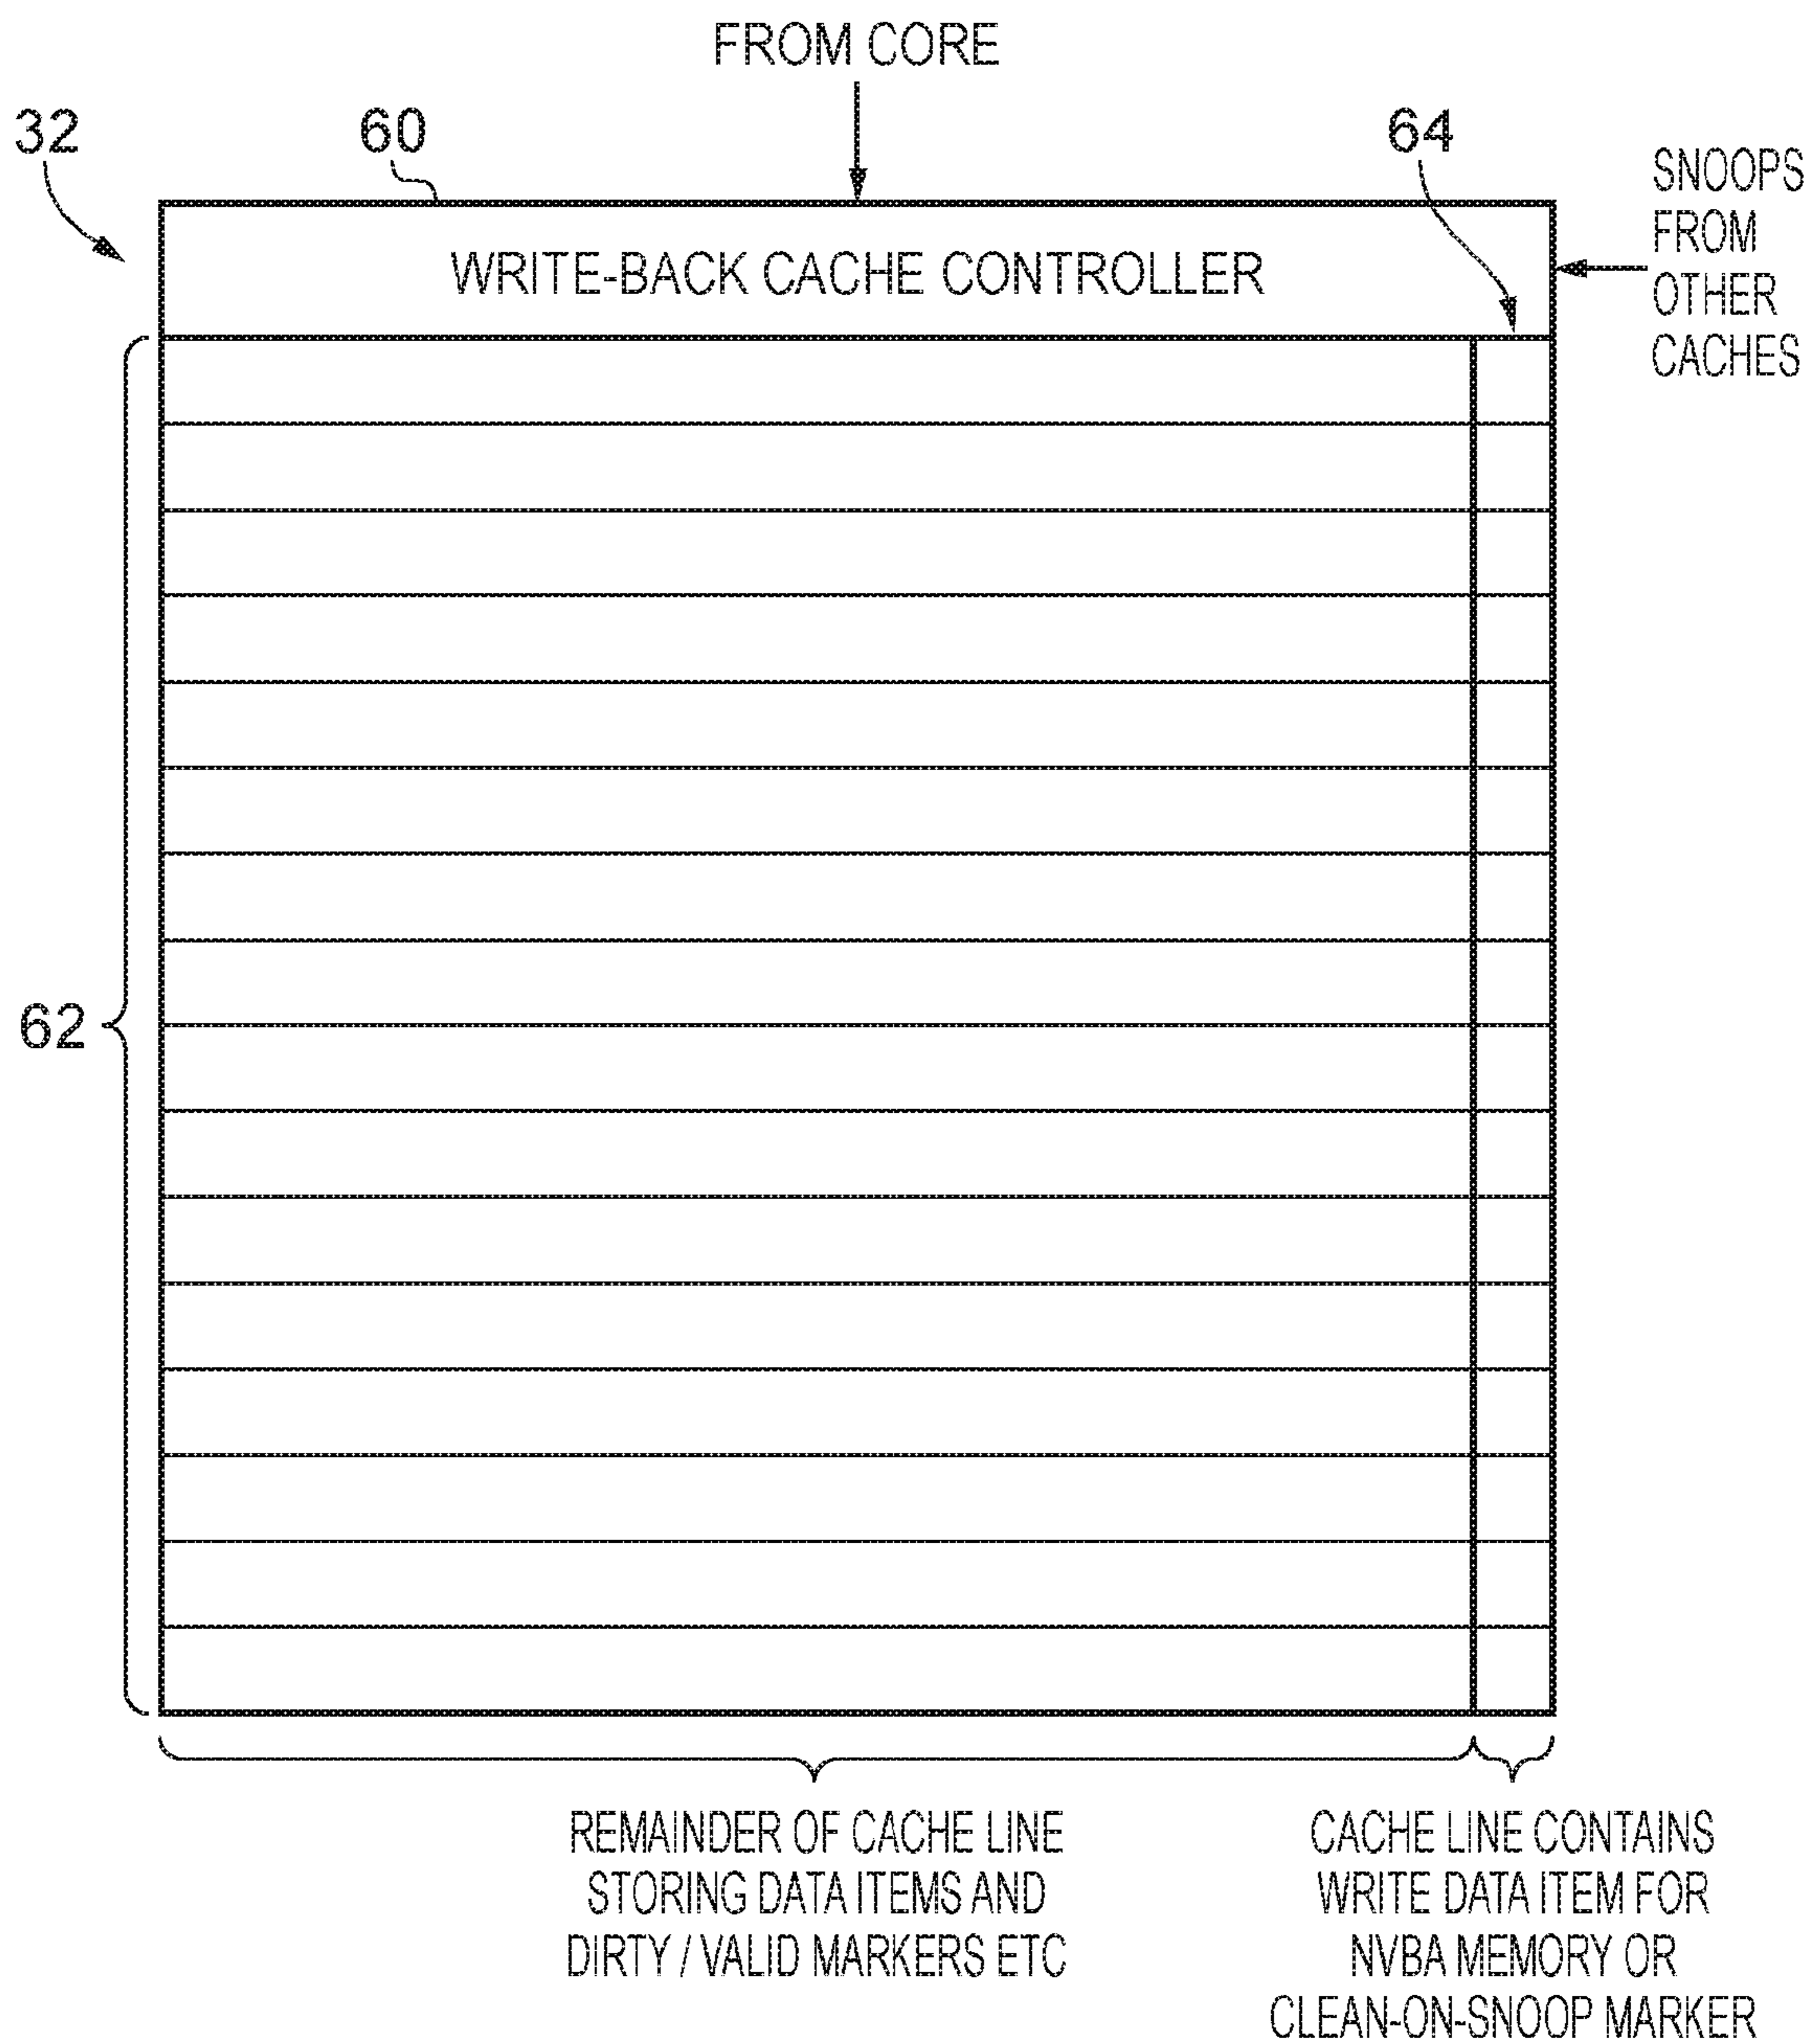 FROM CORE
32
60
64
SNOOPS
FROM
OTHER
CACHES
WRITE-BACK CACHE CONTROLLER
62
REMAINDER OF CACHE LINE
STORING DATA ITEMS AND
DIRTY / VALID MARKERS ETC
CACHE LINE CONTAINS
WRITE DATA ITEM FOR
NVBA MEMORY OR
CLEAN-ON-SNOOP MARKER